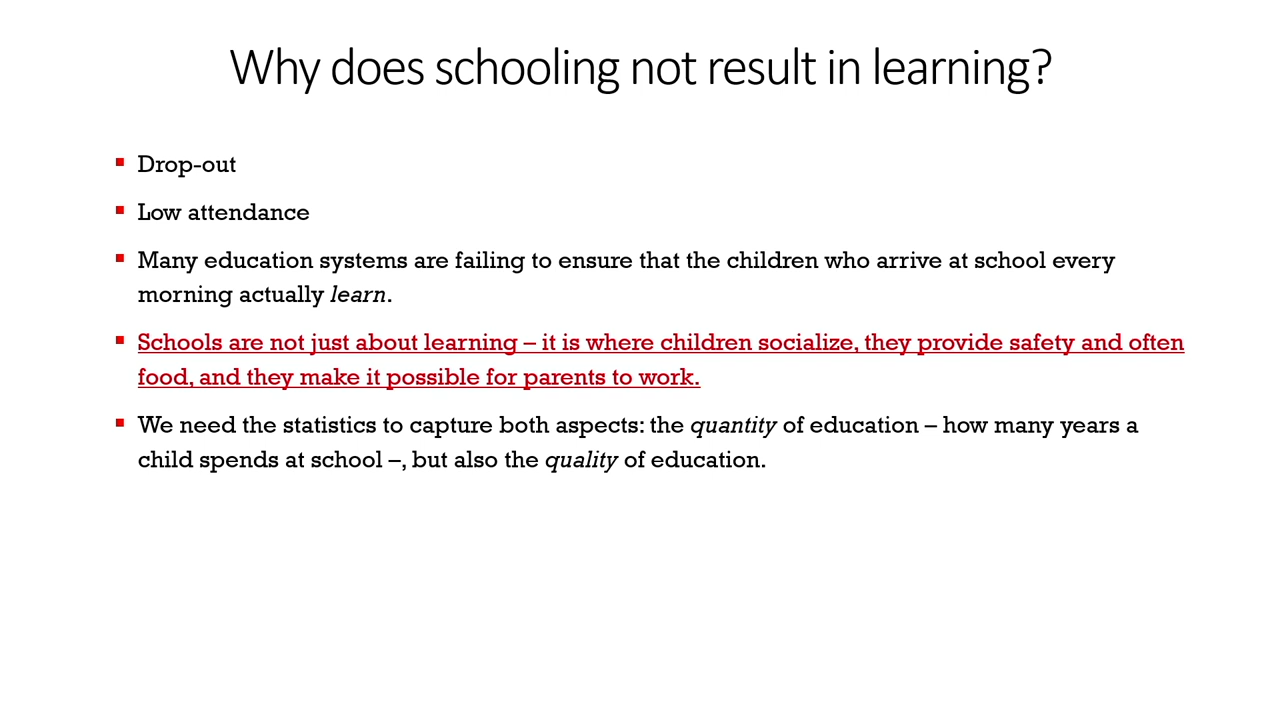 Why does schooling not result in learning?
Drop-out
Low attendance
Many education systems are failing to ensure that the children who arrive at school every
morning actually learn.
Schools are not just about learning – it is where children socialize, they provide safety and often
food, and they make it possible for parents to work.
We need the statistics to capture both aspects: the quantity of education – how many years a
child spends at school –, but also the quality of education.